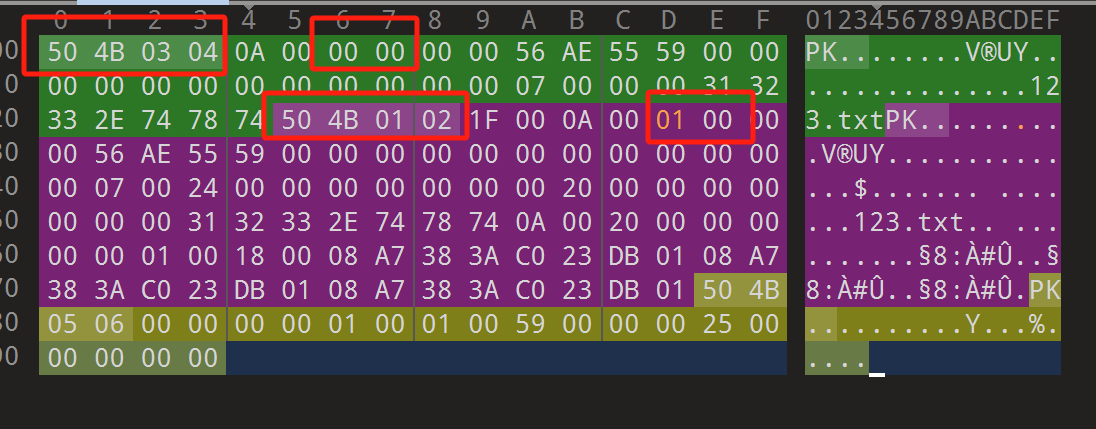 0 1 2 3 4 5 6 7 8 9 A B C D E F 0123456789ABCDEF
00 50 4B 03 04 0A 00 00 00 00 00 56 AE 55 59 00 00 PK........V®UY..
10 00 00 00 00 00 00 00 00 00 00 07 00 00 00 31 32 ..............12
20 33 2E 74 78 74 50 4B 01 02 1F 00 0A 00 01 00 00 3.txtPK.........
30 00 56 AE 55 59 00 00 00 00 00 00 00 00 00 00 00 .V®UY...........
40 00 07 00 24 00 00 00 00 00 00 00 20 00 00 00 00 ...$....... ....
50 00 00 00 31 32 33 2E 74 78 74 0A 00 20 00 00 00 ...123.txt.. ...
60 00 00 01 00 18 00 08 A7 38 3A C0 23 DB 01 08 A7 .......§8:À#Û..§
70 38 3A C0 23 DB 01 08 A7 38 3A C0 23 DB 01 50 4B 8:À#Û..§8:À#Û.PK
80 05 06 00 00 00 00 01 00 01 00 59 00 00 00 25 00 ..........Y...%.
90 00 00 00 00 ....